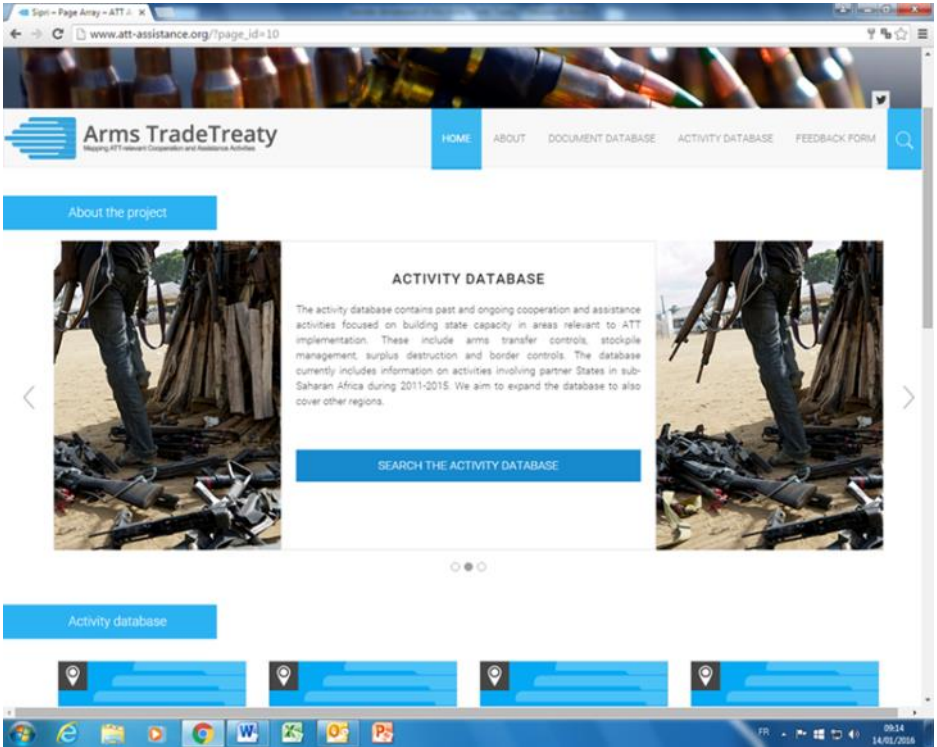 Sipri – Page Array – ATT A
www.att-assistance.org/?page_id=10
Arms TradeTreaty
Mapping ATT-relevant Cooperation and Assistance Activities
HOME
ABOUT
DOCUMENT DATABASE
ACTIVITY DATABASE
FEEDBACK FORM
About the project
ACTIVITY DATABASE
The activity database contains past and ongoing cooperation and assistance
activities focused on building state capacity in areas relevant to ATT
implementation. These include arms transfer controls, stockpile
management, surplus destruction and border controls. The database
currently includes information on activities involving partner States in sub-
Saharan Africa during 2011-2015. We aim to expand the database to also
cover other regions.
SEARCH THE ACTIVITY DATABASE
Activity database
FR
09:14
14/01/2016